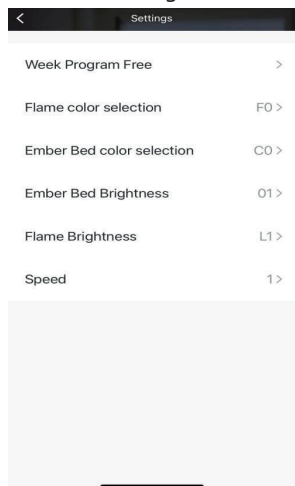 Settings
Week Program Free >
Flame color selection F0 >
Ember Bed color selection C0 >
Ember Bed Brightness 01 >
Flame Brightness L1 >
Speed 1 >